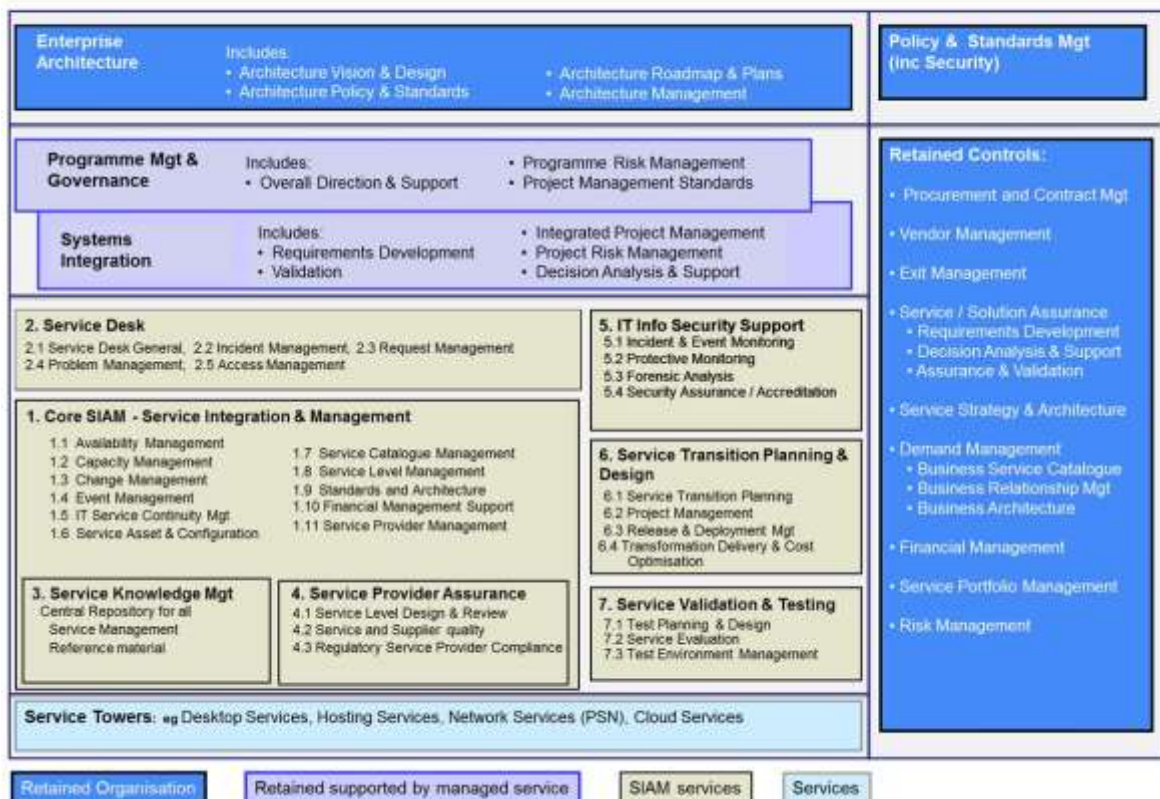 Enterprise
Architecture
Includes:
• Architecture Vision & Design
• Architecture Policy & Standards
• Architecture Roadmap & Plans
• Architecture Management
Policy & Standards Mgt
(inc Security)
Programme Mgt &
Governance
Includes:
• Overall Direction & Support
• Programme Risk Management
• Project Management Standards
Systems
Integration
Includes:
• Requirements Development
• Validation
• Integrated Project Management
• Project Risk Management
• Decision Analysis & Support
Retained Controls:
• Procurement and Contract Mgt
• Vendor Management
• Exit Management
• Service / Solution Assurance
• Requirements Development
• Decision Analysis & Support
• Assurance & Validation
• Service Strategy & Architecture
• Demand Management
• Business Service Catalogue
• Business Relationship Mgt
• Business Architecture
• Financial Management
• Service Portfolio Management
• Risk Management
2. Service Desk
2.1 Service Desk General, 2.2 Incident Management, 2.3 Request Management
2.4 Problem Management, 2.5 Access Management
1. Core SIAM - Service Integration & Management
1.1 Availability Management
1.2 Capacity Management
1.3 Change Management
1.4 Event Management
1.5 IT Service Continuity Mgt
1.6 Service Asset & Configuration
1.7 Service Catalogue Management
1.8 Service Level Management
1.9 Standards and Architecture
1.10 Financial Management Support
1.11 Service Provider Management
3. Service Knowledge Mgt
Central Repository for all
Service Management
Reference material
4. Service Provider Assurance
4.1 Service Level Design & Review
4.2 Service and Supplier quality
4.3 Regulatory Service Provider Compliance
5. IT Info Security Support
5.1 Incident & Event Monitoring
5.2 Protective Monitoring
5.3 Forensic Analysis
5.4 Security Assurance / Accreditation
6. Service Transition Planning &
Design
6.1 Service Transition Planning
6.2 Project Management
6.3 Release & Deployment Mgt
6.4 Transformation Delivery & Cost
Optimisation
7. Service Validation & Testing
7.1 Test Planning & Design
7.2 Service Evaluation
7.3 Test Environment Management
Service Towers: eg Desktop Services, Hosting Services, Network Services (PSN), Cloud Services
Retained Organisation
Retained supported by managed service
SIAM services
Services